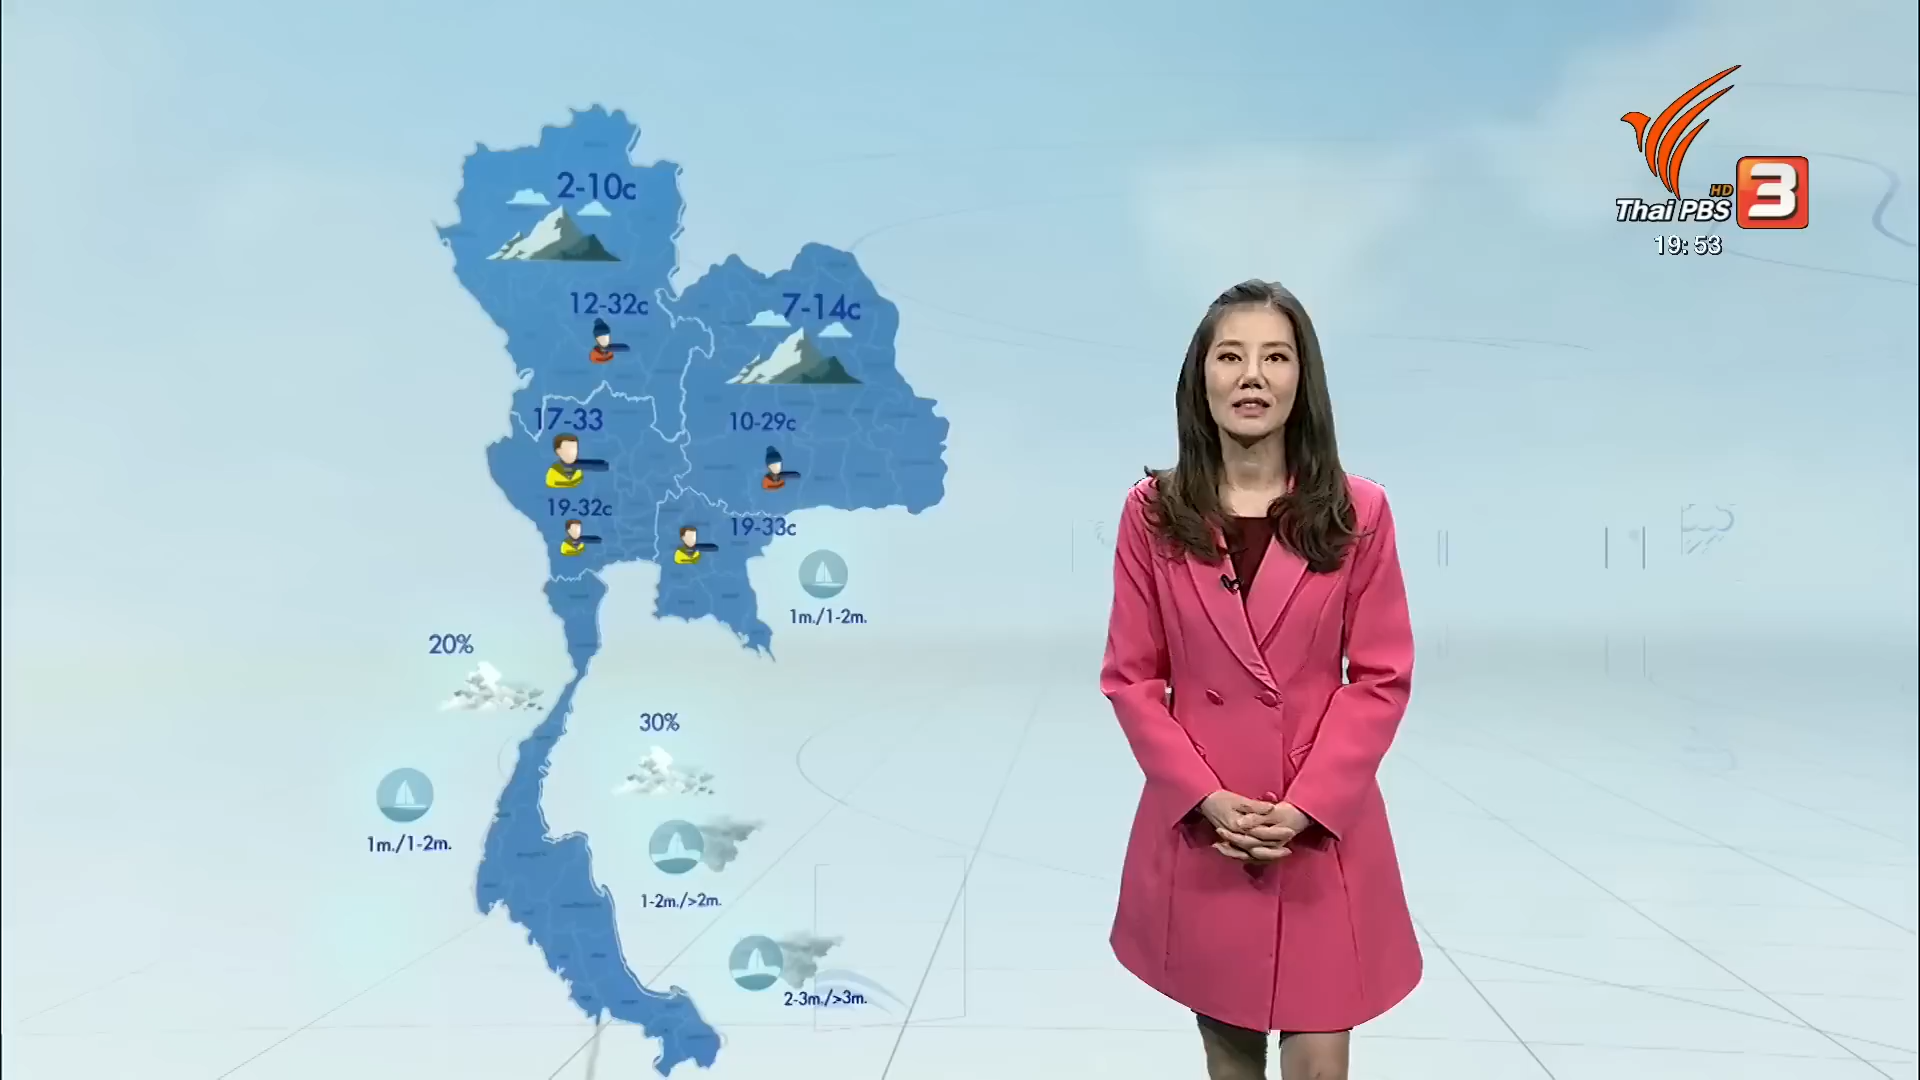 2-10c
12-32c
7-14c
17-33
10-29c
19-32c
19-33c
1m./1-2m.
20%
30%
1m./1-2m.
1-2m./>2m.
2-3m./>3m.
HD
Thai PBS
3
19:53